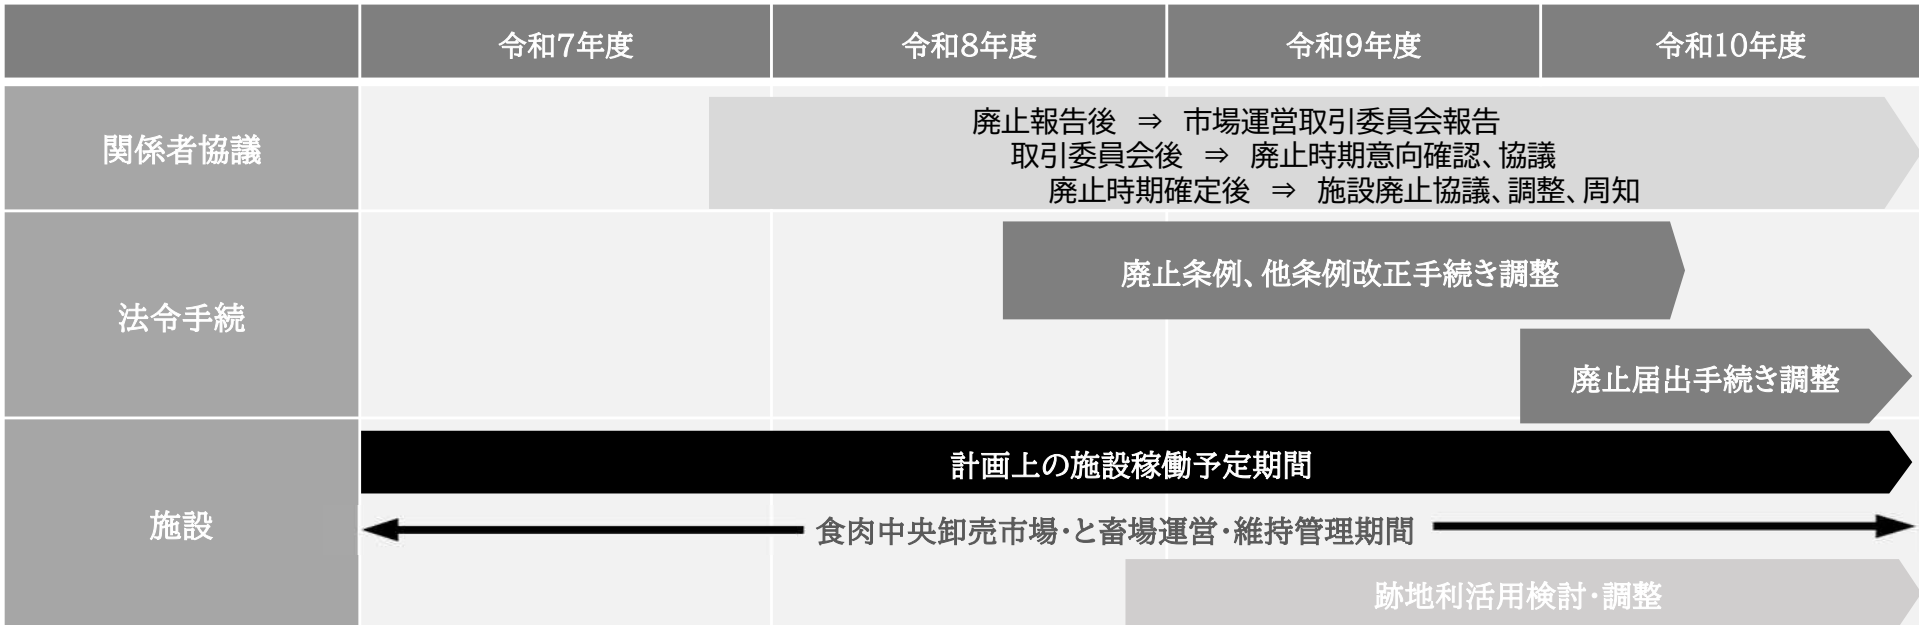 令和7年度
令和8年度
令和9年度
令和10年度
関係者協議
廃止報告後 ⇒ 市場運営取引委員会報告
取引委員会後 ⇒ 廃止時期意向確認、協議
廃止時期確定後 ⇒ 施設廃止協議、調整、周知
法令手続
廃止条例、他条例改正手続き調整
廃止届出手続き調整
施設
計画上の施設稼働予定期間
食肉中央卸売市場・と畜場運営・維持管理期間
跡地利活用検討・調整